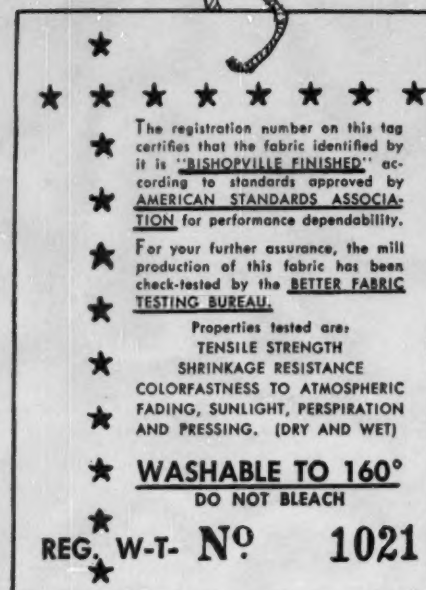 The registration number on this tag
certifies that the fabric identified by
it is "BISHOPVILLE FINISHED" ac-
cording to standards approved by
AMERICAN STANDARDS ASSOCIA-
TION for performance dependability.
For your further assurance, the mill
production of this fabric has been
check-tested by the BETTER FABRIC
TESTING BUREAU.
Properties tested are:
TENSILE STRENGTH
SHRINKAGE RESISTANCE
COLORFASTNESS TO ATMOSPHERIC
FADING, SUNLIGHT, PERSPIRATION
AND PRESSING. (DRY AND WET)
WASHABLE TO 160°
DO NOT BLEACH
REG. W-T- Nº 1021